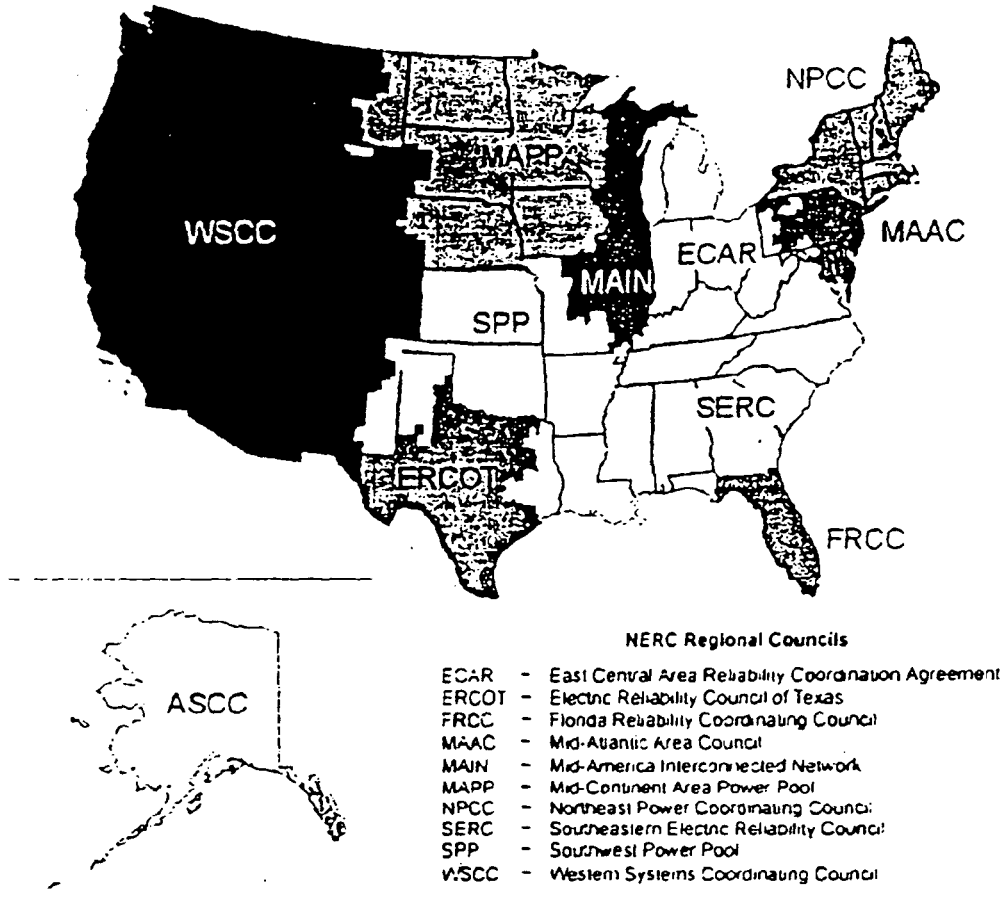 NPCC
MAPP
WSCC
MAAC
ECAR
MAIN
SPP
SERC
ERCOT
FRCC
ASCC
NERC Regional Councils
ECAR - East Central Area Reliability Coordination Agreement
ERCOT - Electric Reliability Council of Texas
FRCC - Florida Reliability Coordinating Council
MAAC - Mid-Atlantic Area Council
MAIN - Mid-America Interconnected Network
MAPP - Mid-Continent Area Power Pool
NPCC - Northeast Power Coordinating Council
SERC - Southeastern Electric Reliability Council
SPP - Southwest Power Pool
WSCC - Western Systems Coordinating Council